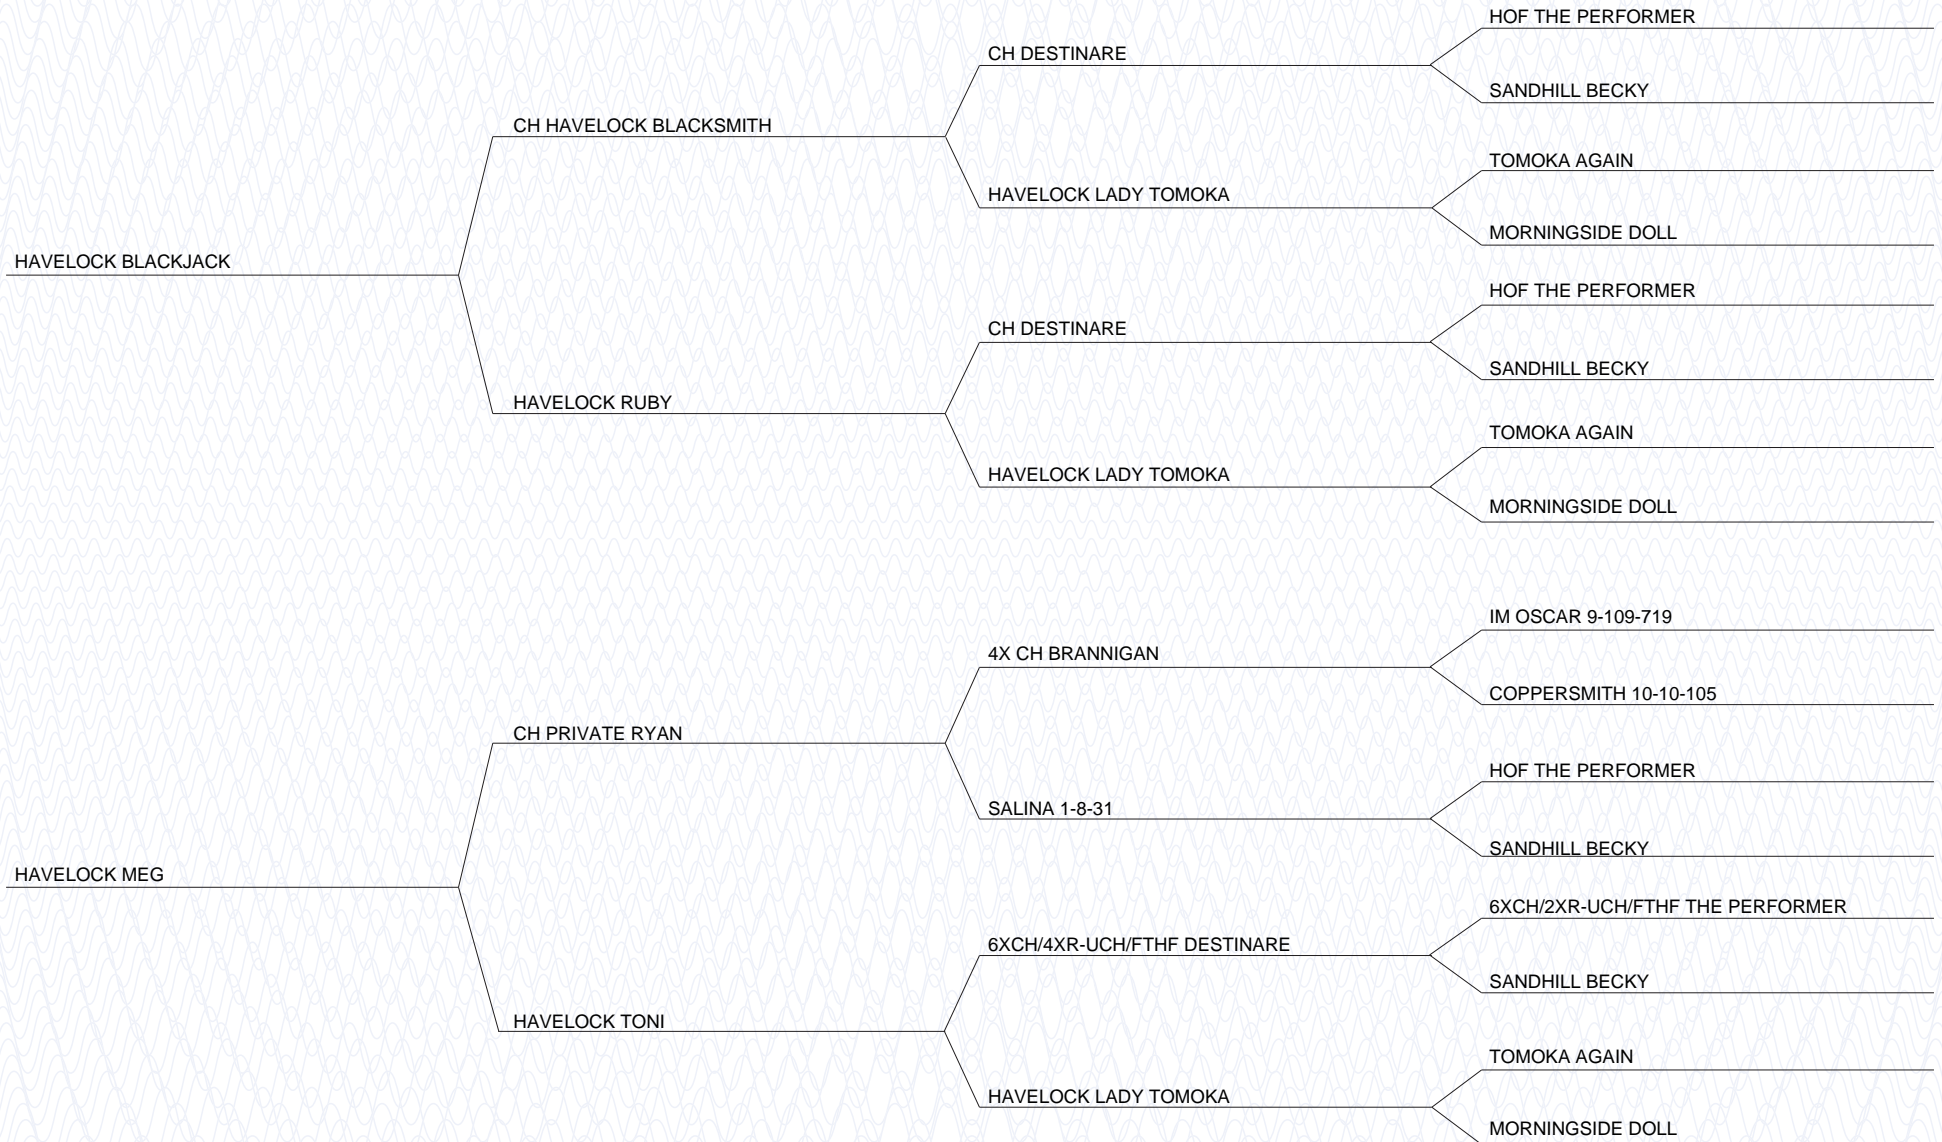 HOF THE PERFORMER
CH DESTINARE
SANDHILL BECKY
CH HAVELOCK BLACKSMITH
TOMOKA AGAIN
HAVELOCK LADY TOMOKA
MORNINGSIDE DOLL
HAVELOCK BLACKJACK
HOF THE PERFORMER
CH DESTINARE
SANDHILL BECKY
HAVELOCK RUBY
TOMOKA AGAIN
HAVELOCK LADY TOMOKA
MORNINGSIDE DOLL
IM OSCAR 9-109-719
4X CH BRANNIGAN
COPPERSMITH 10-10-105
CH PRIVATE RYAN
HOF THE PERFORMER
SALINA 1-8-31
SANDHILL BECKY
HAVELOCK MEG
6XCH/2XR-UCH/FTHF THE PERFORMER
6XCH/4XR-UCH/FTHF DESTINARE
SANDHILL BECKY
HAVELOCK TONI
TOMOKA AGAIN
HAVELOCK LADY TOMOKA
MORNINGSIDE DOLL